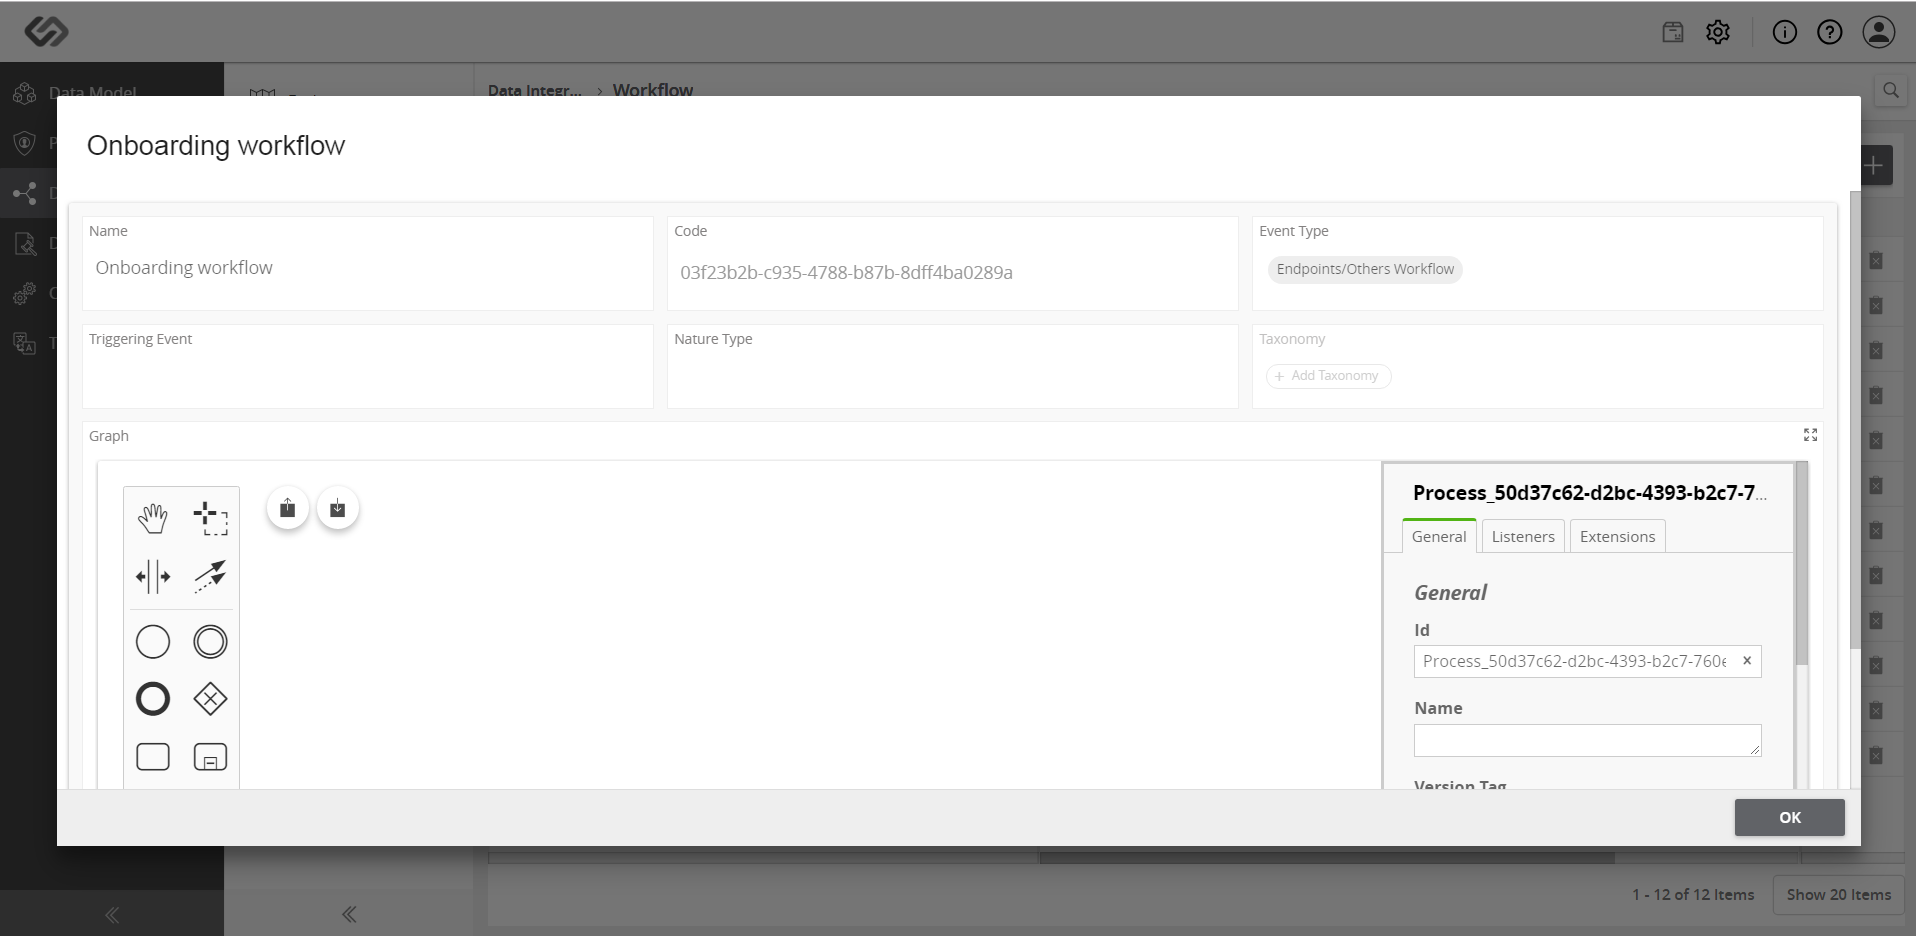 Data Model
Data Integr... › Workflow
Onboarding workflow
Name
Onboarding workflow
Code
03f23b2b-c935-4788-b87b-8dff4ba0289a
Event Type
Endpoints/Others Workflow
Triggering Event
Nature Type
Taxonomy
+ Add Taxonomy
Graph
Process_50d37c62-d2bc-4393-b2c7-7...
General
Listeners
Extensions
General
Id
Process_50d37c62-d2bc-4393-b2c7-760e
Name
Version Tag
OK
1 - 12 of 12 Items
Show 20 Items